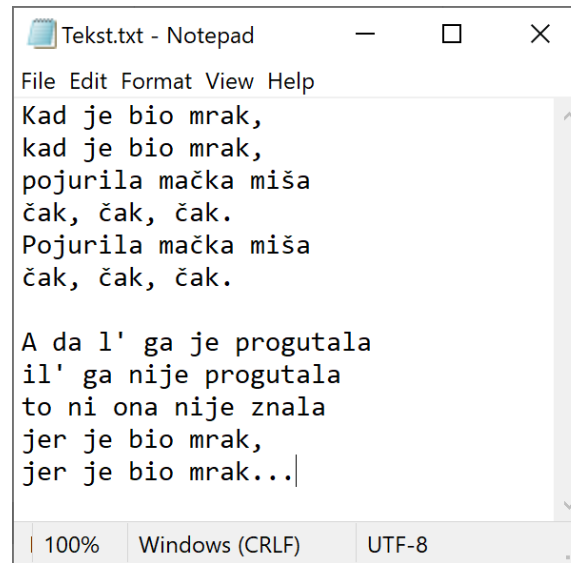 Tekst.txt - Notepad
File Edit Format View Help
Kad je bio mrak,
kad je bio mrak,
pojurila mačka miša
čak, čak, čak.
Pojurila mačka miša
čak, čak, čak.

A da l' ga je progutala
il' ga nije progutala
to ni ona nije znala
jer je bio mrak,
jer je bio mrak...
100% Windows (CRLF) UTF-8